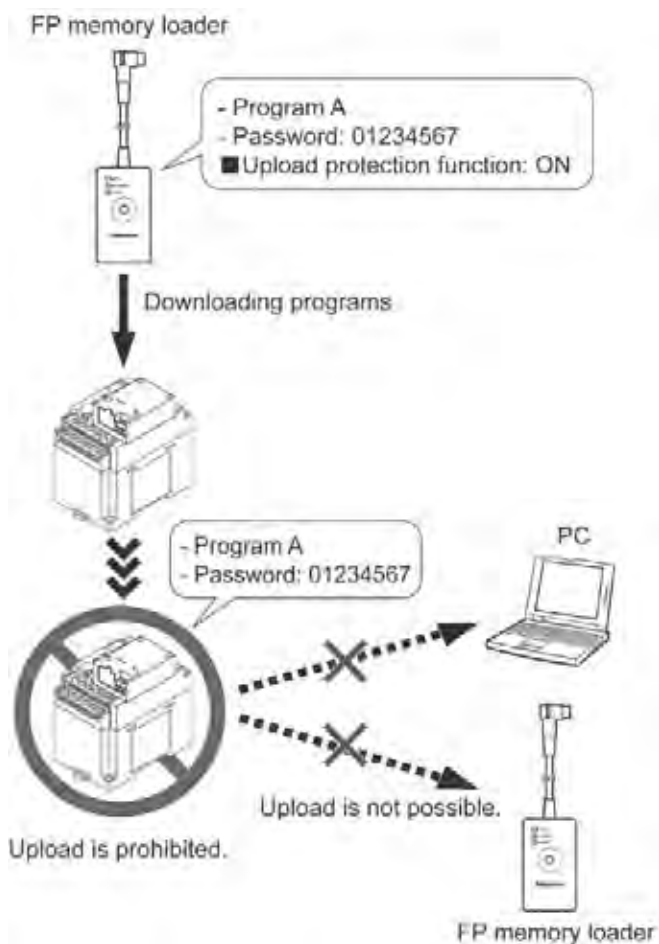 FP memory loader
- Program A
- Password: 01234567
■Upload protection function: ON
Downloading programs
- Program A
- Password: 01234567
PC
Upload is not possible.
Upload is prohibited.
FP memory loader